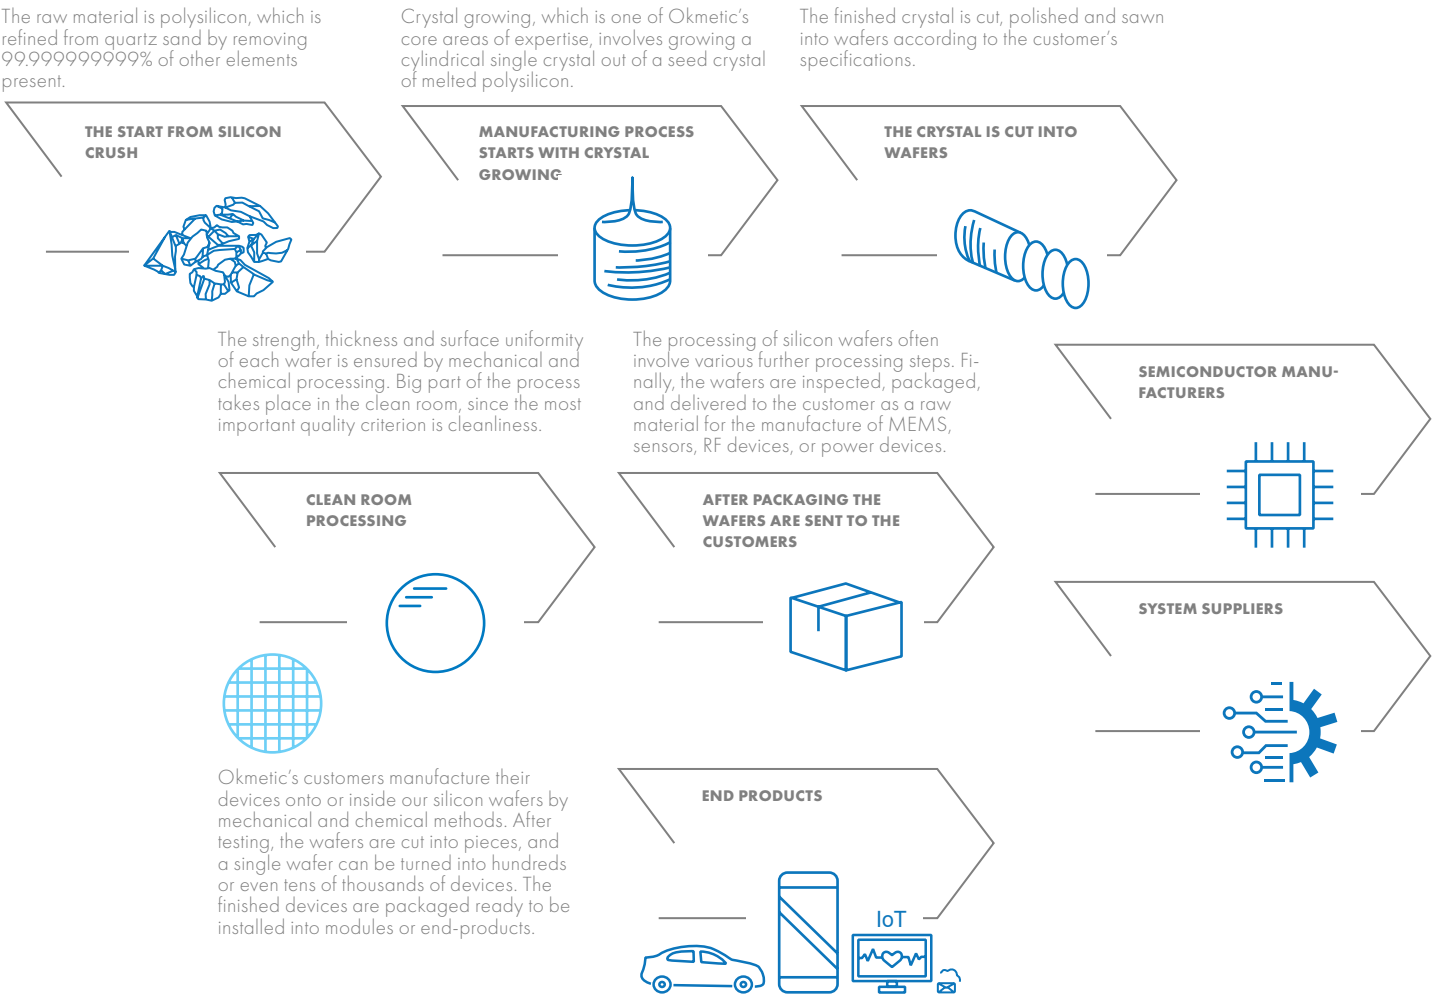 The raw material is polysilicon, which is
refined from quartz sand by removing
99.999999999% of other elements
present.
THE START FROM SILICON
CRUSH
Crystal growing, which is one of Okmetic's
core areas of expertise, involves growing a
cylindrical single crystal out of a seed crystal
of melted polysilicon.
MANUFACTURING PROCESS
STARTS WITH CRYSTAL
GROWING
The finished crystal is cut, polished and sawn
into wafers according to the customer's
specifications.
THE CRYSTAL IS CUT INTO
WAFERS
The strength, thickness and surface uniformity
of each wafer is ensured by mechanical and
chemical processing. Big part of the process
takes place in the clean room, since the most
important quality criterion is cleanliness.
CLEAN ROOM
PROCESSING
The processing of silicon wafers often
involve various further processing steps. Fi-
nally, the wafers are inspected, packaged,
and delivered to the customer as a raw
material for the manufacture of MEMS,
sensors, RF devices, or power devices.
AFTER PACKAGING THE
WAFERS ARE SENT TO THE
CUSTOMERS
SEMICONDUCTOR MANU-
FACTURERS
SYSTEM SUPPLIERS
Okmetic's customers manufacture their
devices onto or inside our silicon wafers by
mechanical and chemical methods. After
testing, the wafers are cut into pieces, and
a single wafer can be turned into hundreds
or even tens of thousands of devices. The
finished devices are packaged ready to be
installed into modules or end-products.
END PRODUCTS
IoT